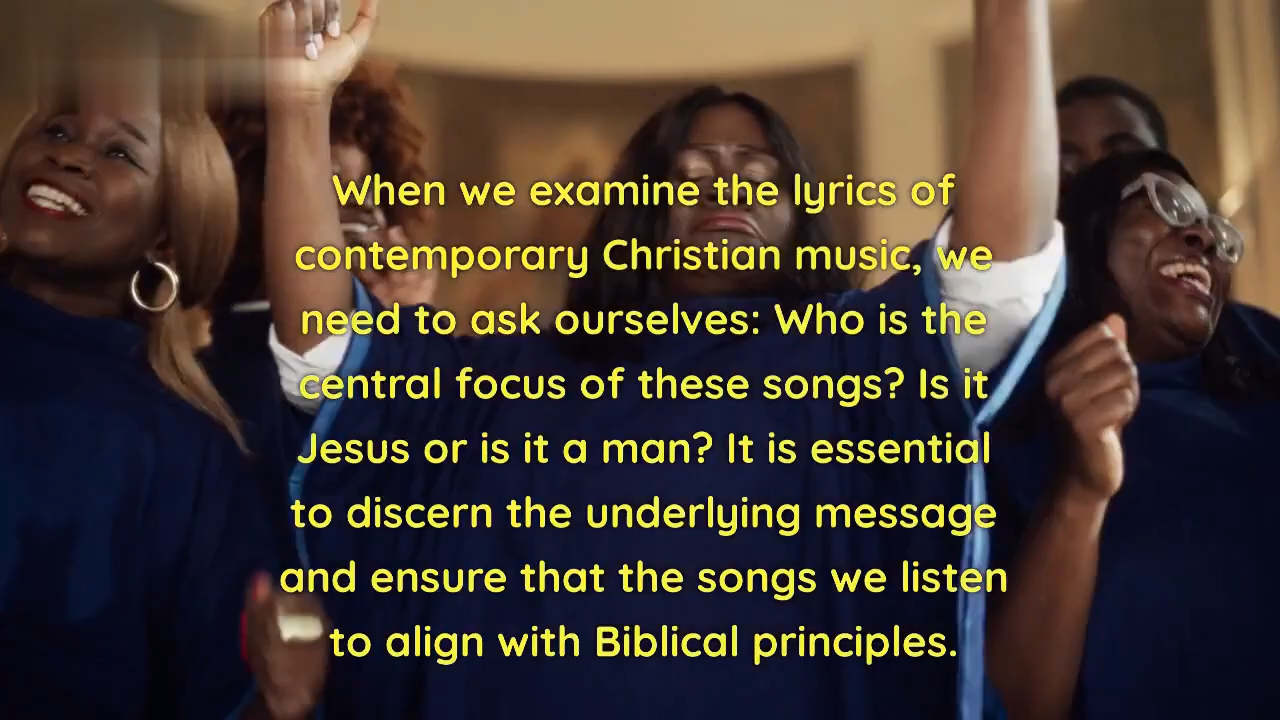 When we examine the lyrics of
contemporary Christian music, we
need to ask ourselves: Who is the
central focus of these songs? Is it
Jesus or is it a man? It is essential
to discern the underlying message
and ensure that the songs we listen
to align with Biblical principles.